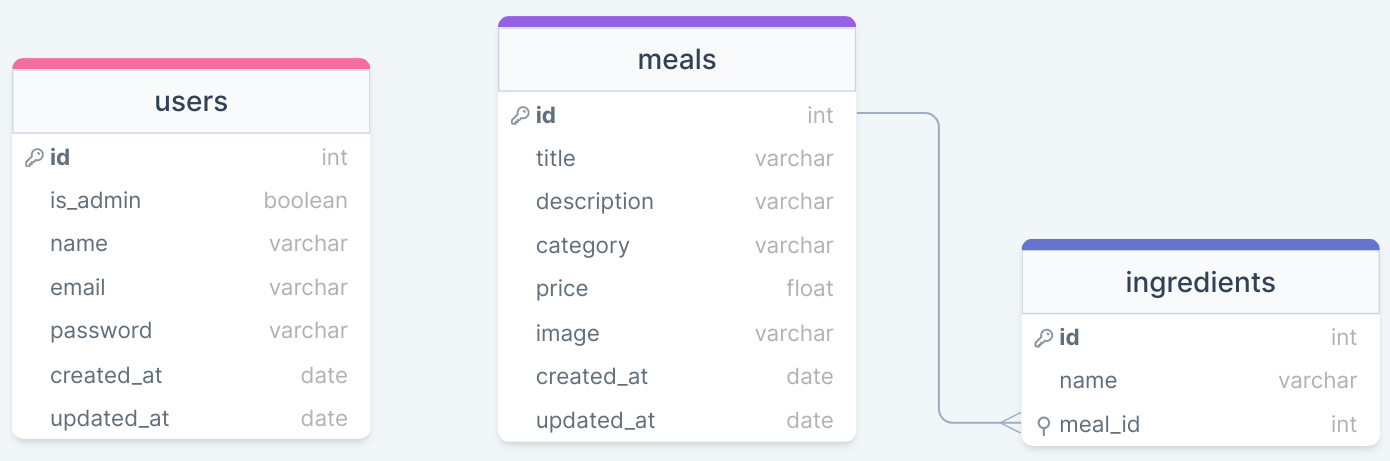 users
id int
is_admin boolean
name varchar
email varchar
password varchar
created_at date
updated_at date
meals
id int
title varchar
description varchar
category varchar
price float
image varchar
created_at date
updated_at date
ingredients
id int
name varchar
meal_id int